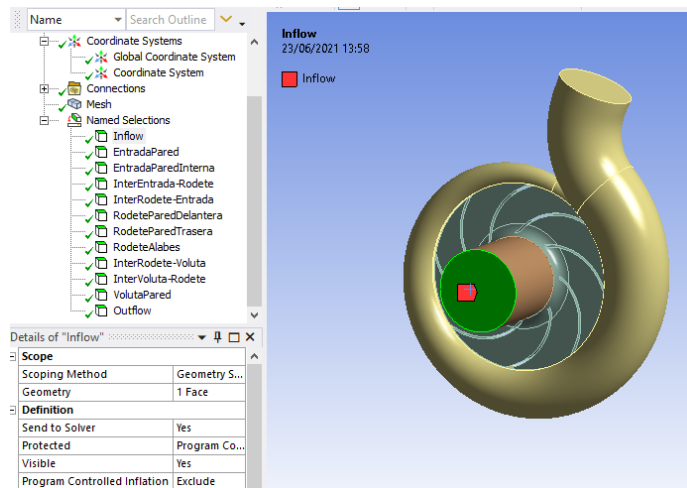 Name
Search Outline
Coordinate Systems
Global Coordinate System
Coordinate System
Connections
Mesh
Named Selections
Inflow
EntradaPared
EntradaParedInterna
InterEntrada-Rodete
InterRodete-Entrada
RodeteParedDelantera
RodeteParedTrasera
RodeteAlabes
InterRodete-Voluta
InterVoluta-Rodete
VolutaPared
Outflow
Details of "Inflow"
Scope
Scoping Method Geometry S...
Geometry 1 Face
Definition
Send to Solver Yes
Protected Program Co...
Visible Yes
Program Controlled Inflation Exclude
Inflow
23/06/2021 13:58
Inflow